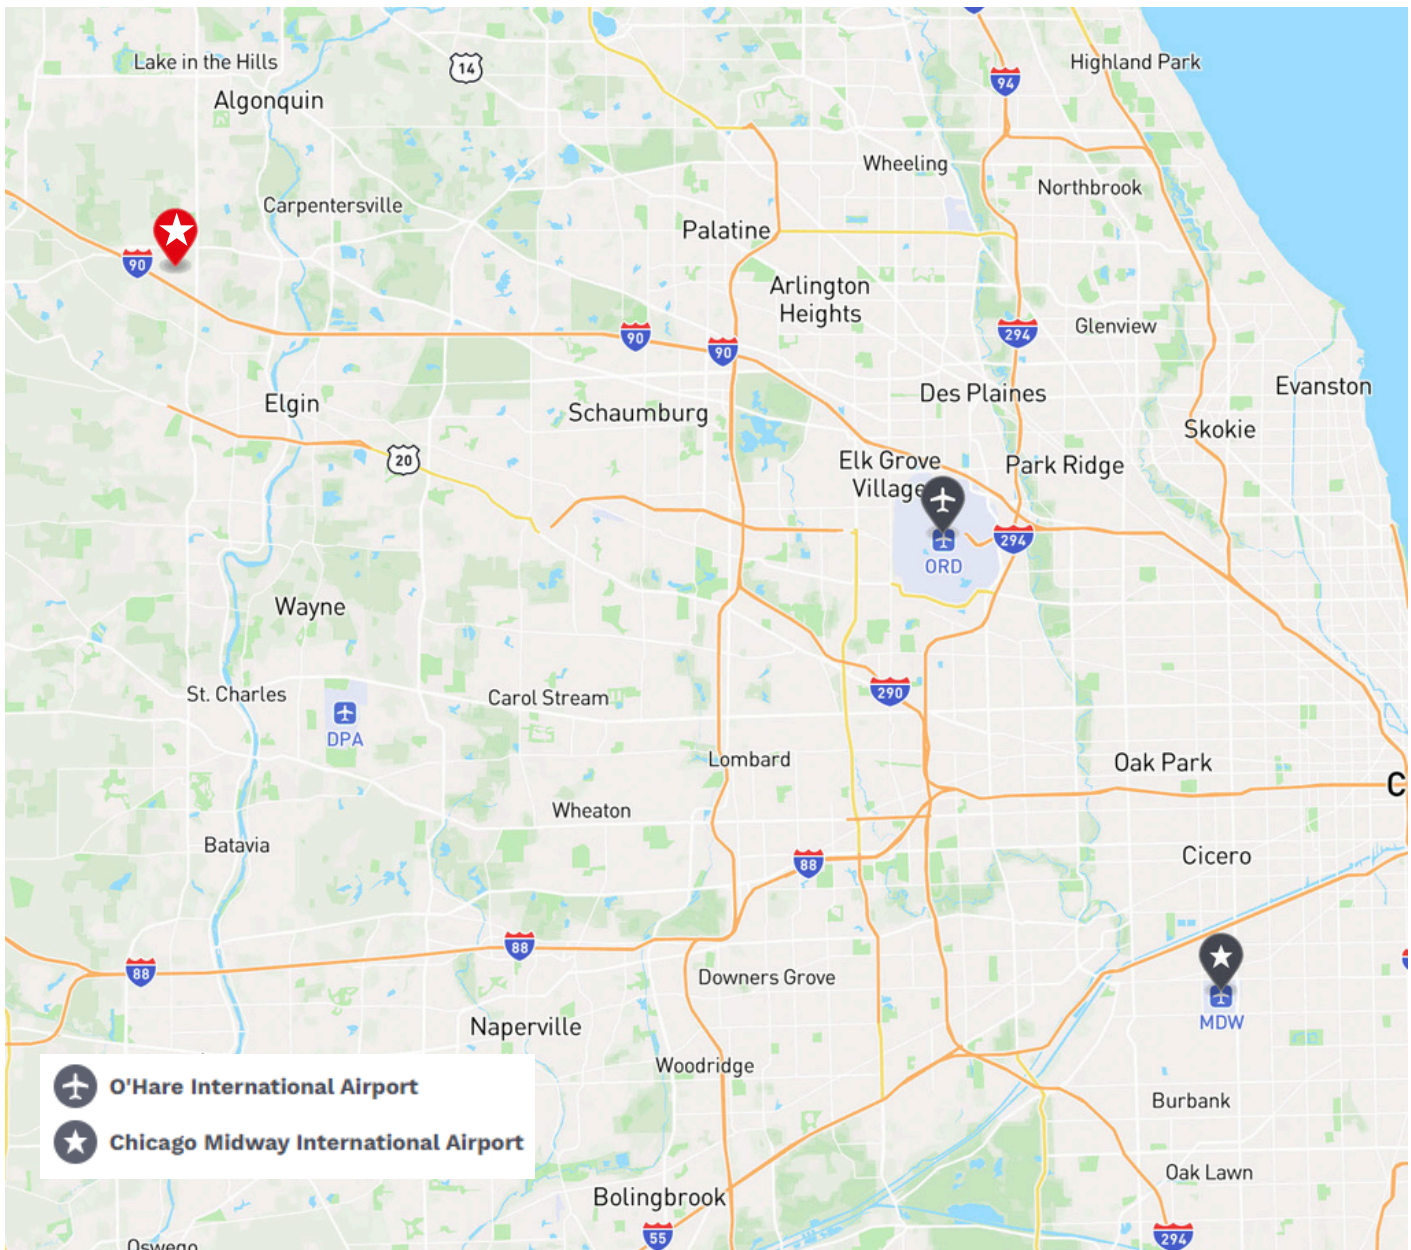 Lake in the Hills
14
Highland Park
94
Algonquin
Wheeling
Northbrook
Carpentersville
Palatine
90
Arlington
Heights
Glenview
294
90
90
Evanston
Des Plaines
Elgin
Schaumburg
Skokie
20
Elk Grove
Village
Park Ridge
294
ORD
Wayne
St. Charles
Carol Stream
290
DPA
Lombard
Oak Park
C
Wheaton
Batavia
Cicero
88
88
88
Downers Grove
MDW
Naperville
Woodridge
O'Hare International Airport
Burbank
Chicago Midway International Airport
Oak Lawn
Bolingbrook
55
294
Oswego